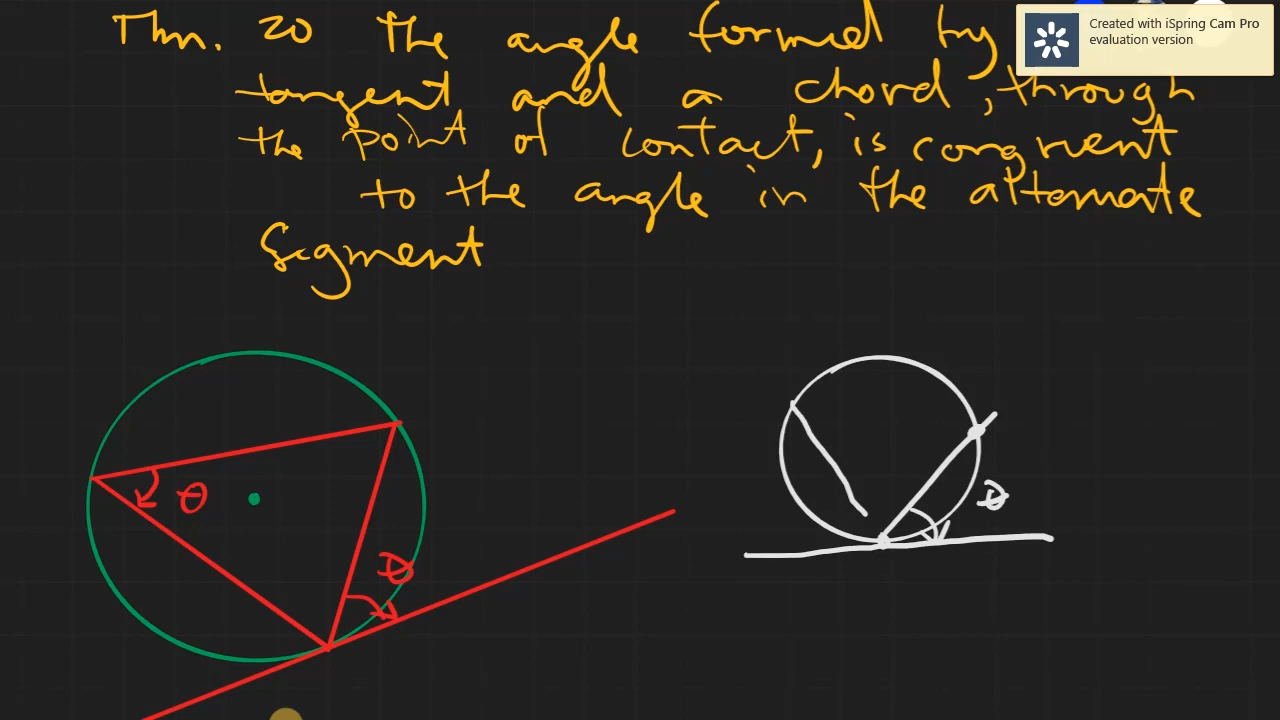 Thm. 20 The angle formed by
tangent and a chord, through
the point of contact, is congruent
to the angle in the alternate
Segment
Created with iSpring Cam Pro
evaluation version
θ
θ
θ